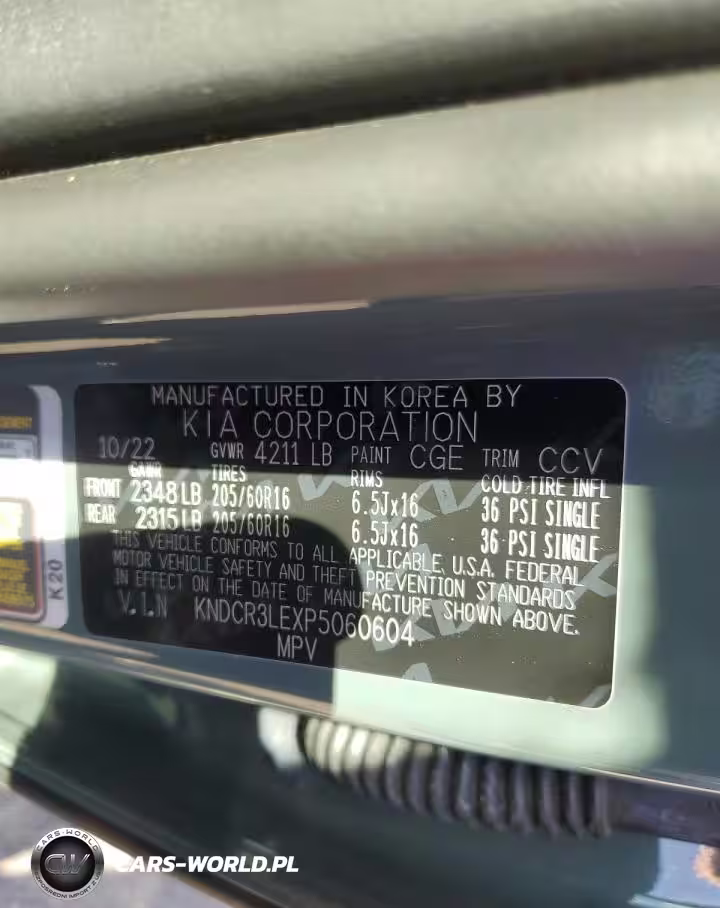 MANUFACTURED IN KOREA BY
KIA CORPORATION
10/22 GVWR 4211 LB PAINT CGE TRIM CCV
GAWR TIRES RIMS COLD TIRE INFL
FRONT 2348 LB 205/60R16 6.5Jx16 36 PSI SINGLE
REAR 2315 LB 205/60R16 6.5Jx16 36 PSI SINGLE
THIS VEHICLE CONFORMS TO ALL APPLICABLE U.S.A. FEDERAL
MOTOR VEHICLE SAFETY AND THEFT PREVENTION STANDARDS
IN EFFECT ON THE DATE OF MANUFACTURE SHOWN ABOVE.
V.I.N KNDCR3LEXP5060604
MPV
K20
CARS-WORLD
CW
CARS-WORLD.PL